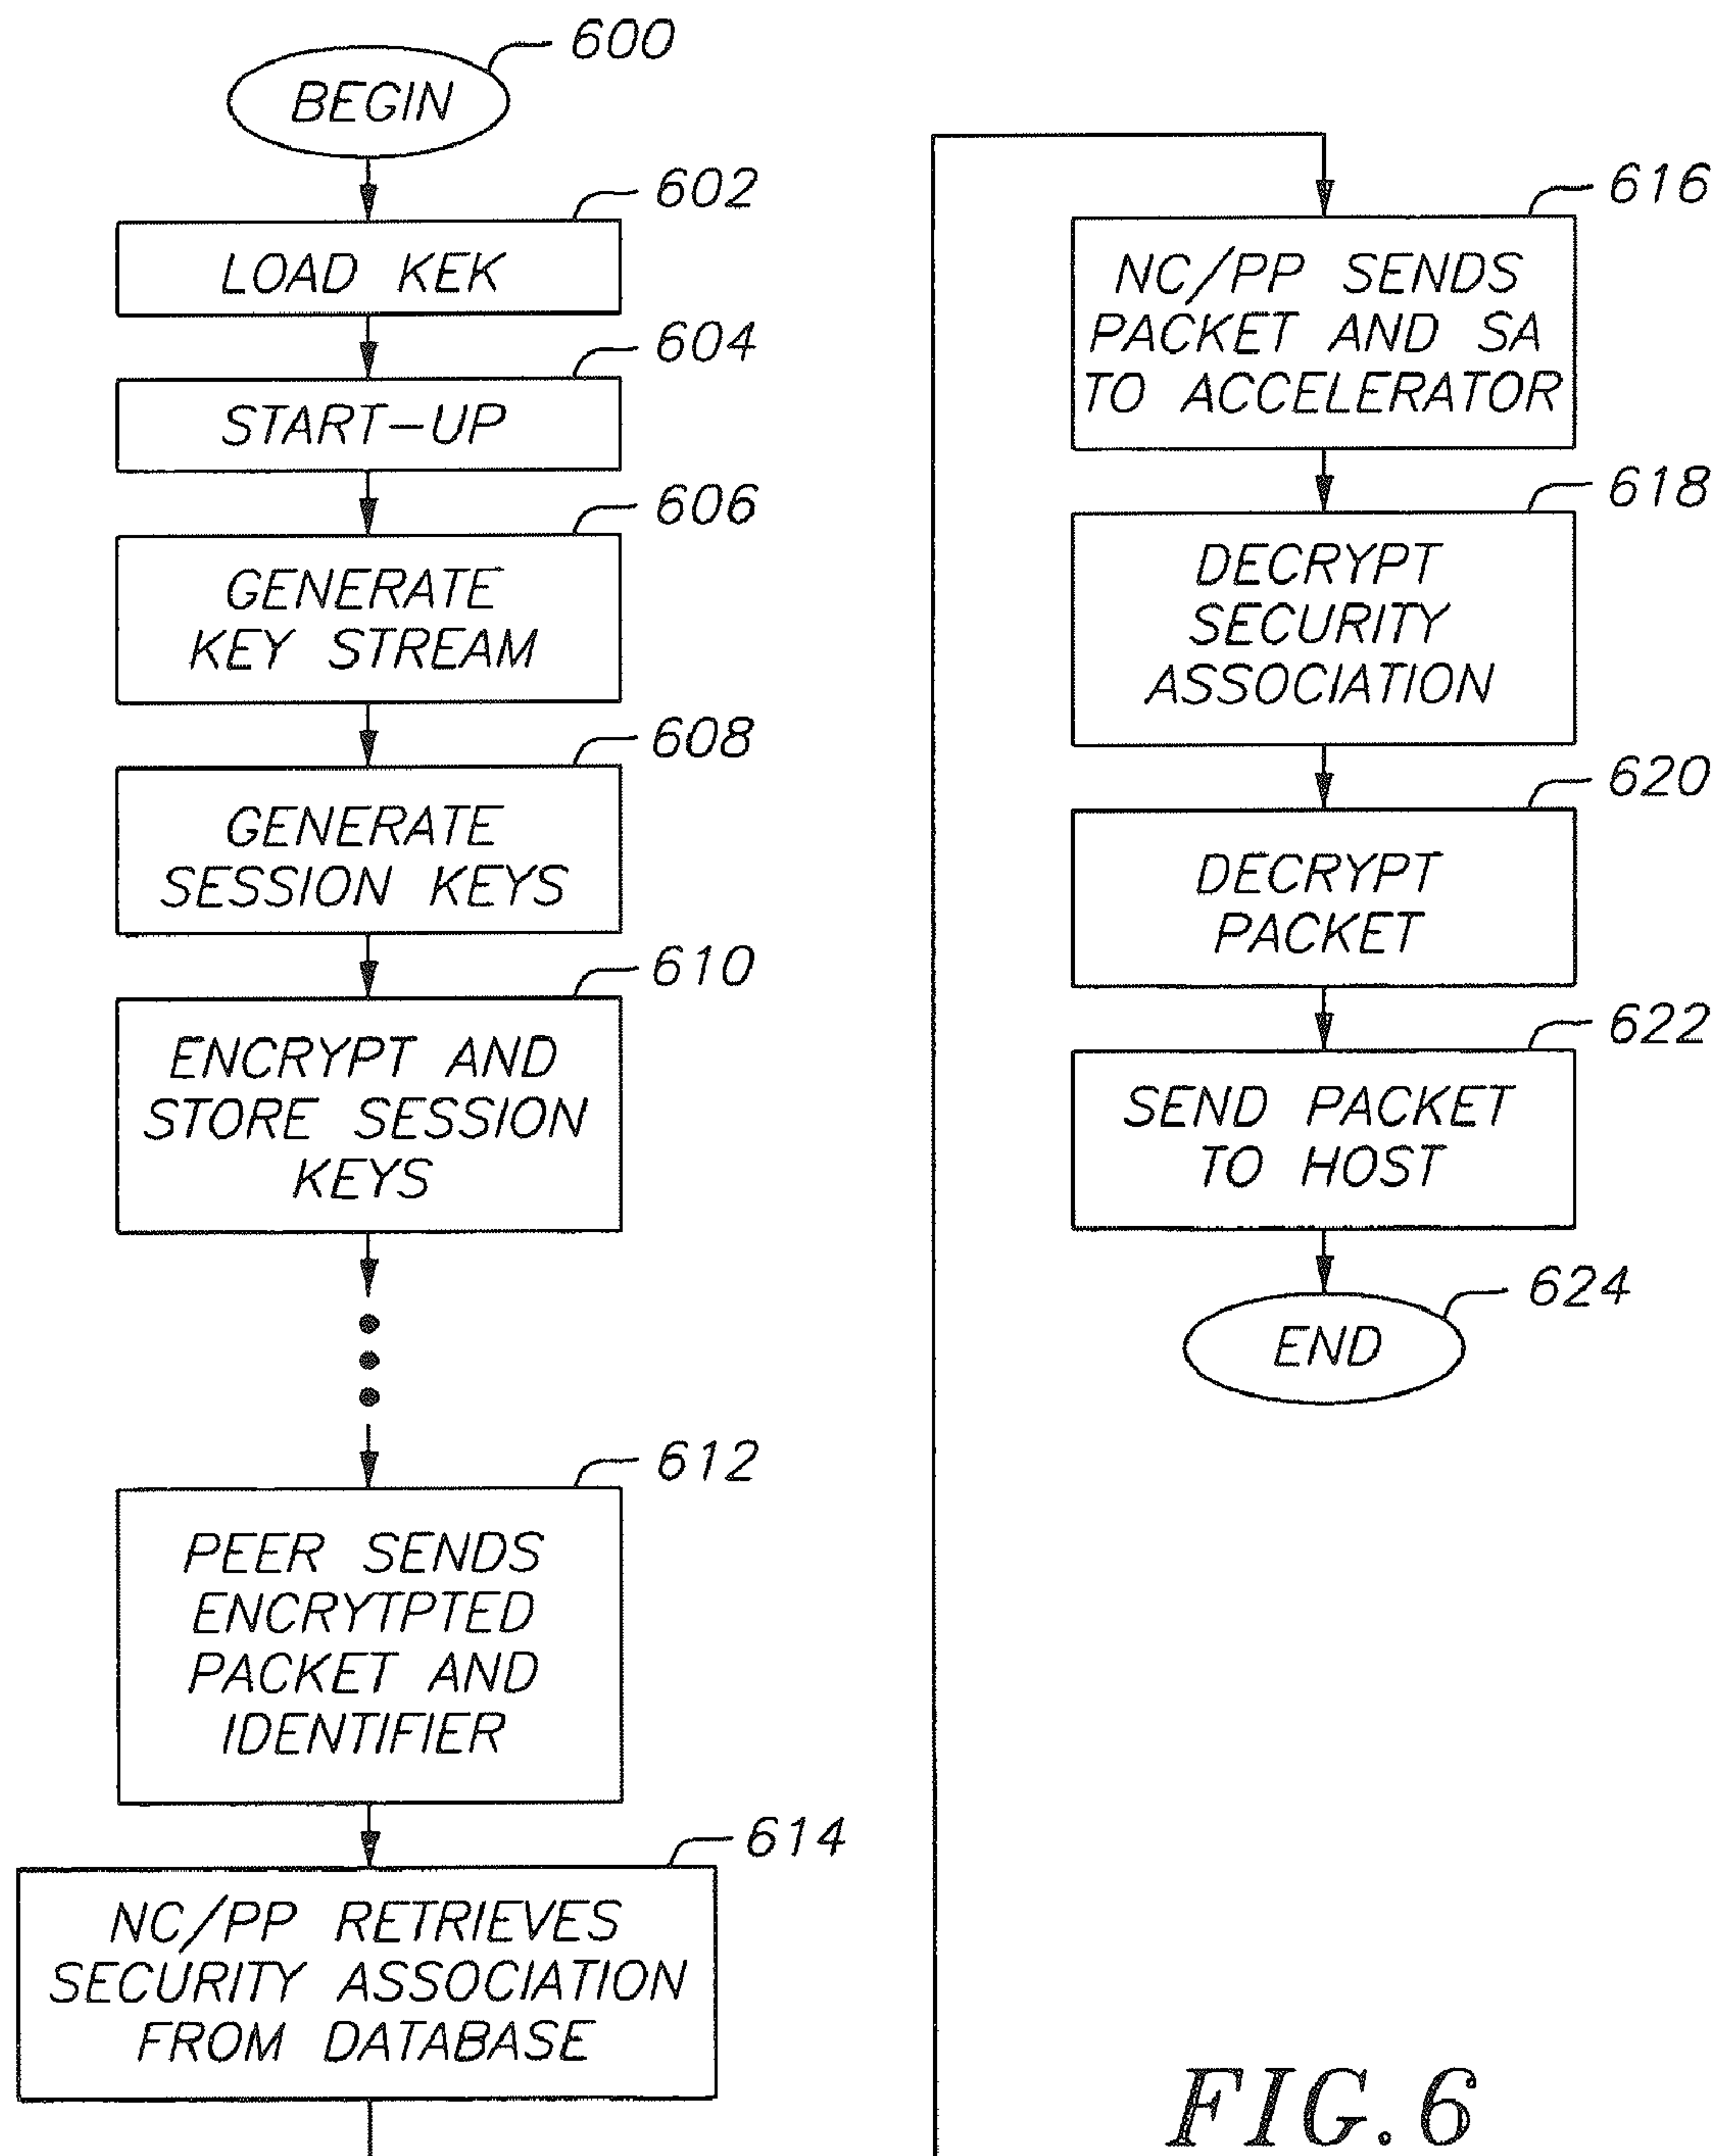 600
BEGIN
602
LOAD KEK
604
START-UP
606
GENERATE
KEY STREAM
608
GENERATE
SESSION KEYS
610
ENCRYPT AND
STORE SESSION
KEYS
612
PEER SENDS
ENCRYTPTED
PACKET AND
IDENTIFIER
614
NC/PP RETRIEVES
SECURITY ASSOCIATION
FROM DATABASE
616
NC/PP SENDS
PACKET AND SA
TO ACCELERATOR
618
DECRYPT
SECURITY
ASSOCIATION
620
DECRYPT
PACKET
622
SEND PACKET
TO HOST
624
END
FIG.6